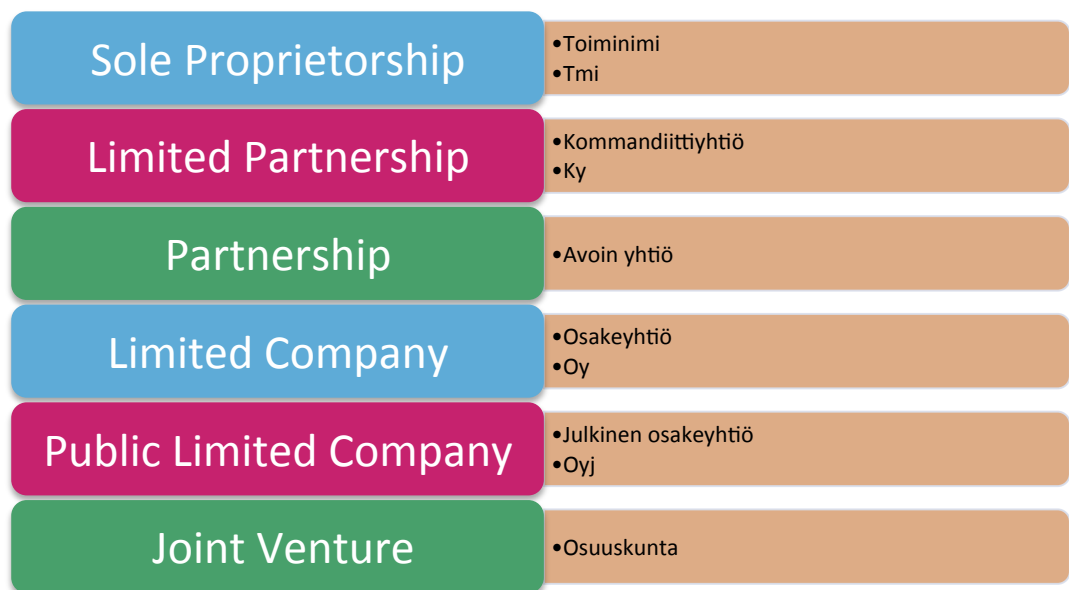 Sole Proprietorship
•Toiminimi
•Tmi
Limited Partnership
•Kommandiittiyhtiö
•Ky
Partnership
•Avoin yhtiö
Limited Company
•Osakeyhtiö
•Oy
Public Limited Company
•Julkinen osakeyhtiö
•Oyj
Joint Venture
•Osuuskunta